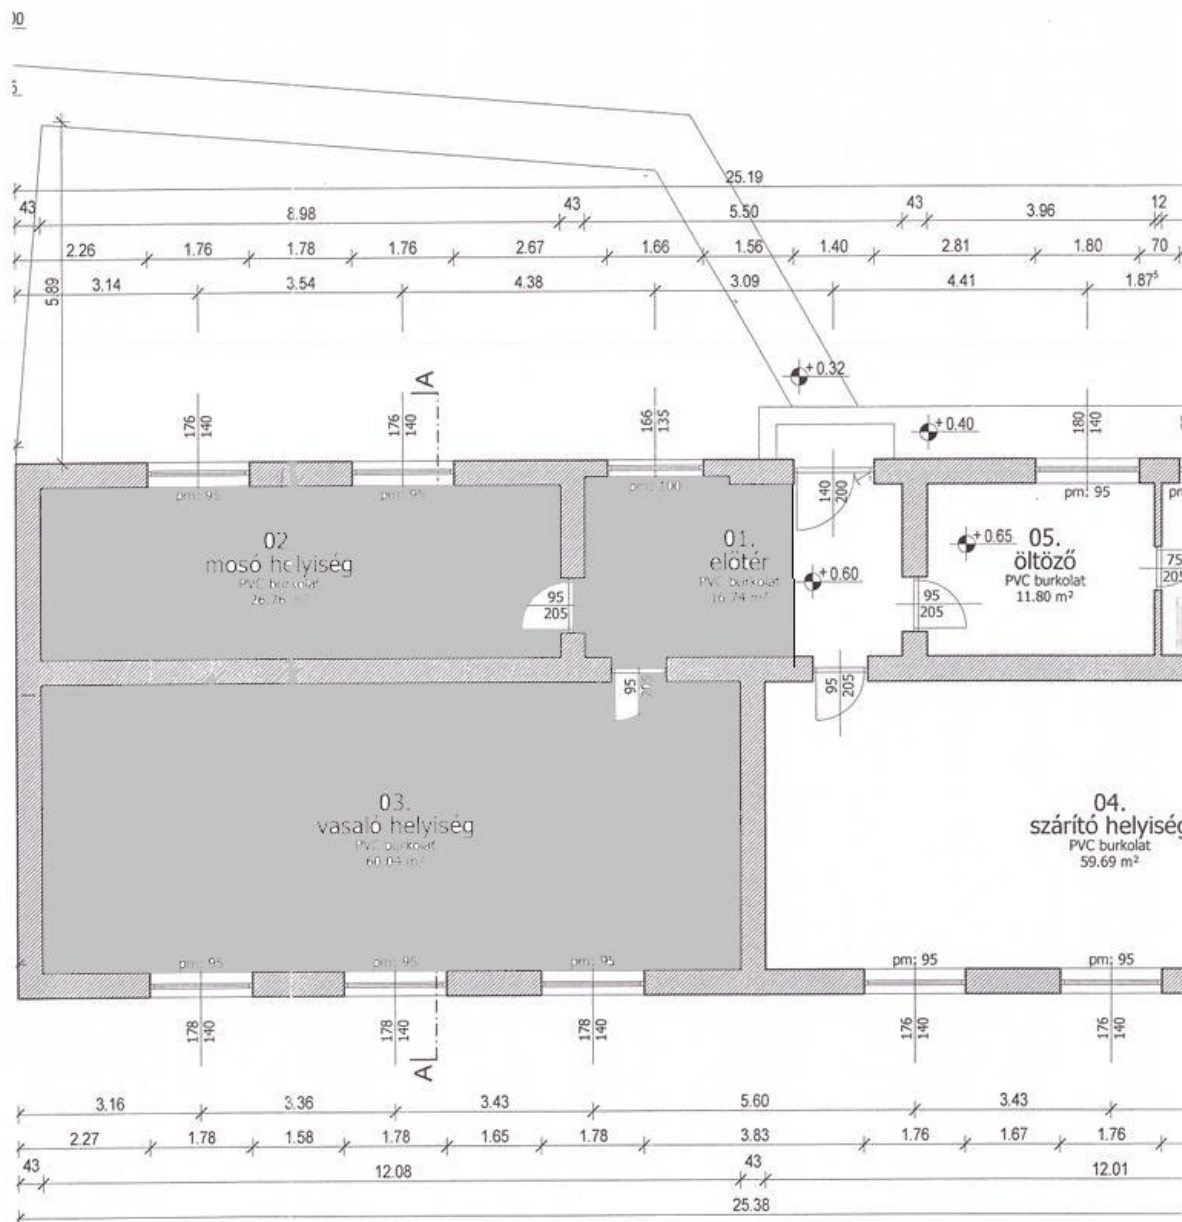 00
5
25.19
43 8.98 43 5.50 43 3.96 12
2.26 1.76 1.78 1.76 2.67 1.66 1.56 1.40 2.81 1.80 70
3.14 3.54 4.38 3.09 4.41 1.87⁵
5.89
+0.32
A
176
140
176
140
166
135
+0.40
180
140
pm: 95
pm: 95
pm: 100
pm: 95
140
200
02
mosó helyiség
PVC burkolat
26.76 m²
01.
előtér
PVC burkolat
16.74 m²
+0.60
+0.65
05.
öltöző
PVC burkolat
11.80 m²
75
205
95
205
95
205
95
205
95
205
03.
vasaló helyiség
PVC burkolat
60.04 m²
04.
szárító helyiség
PVC burkolat
59.69 m²
pm: 95
pm: 95
pm: 95
pm: 95
pm: 95
178
140
178
140
178
140
176
140
176
140
A
3.16 3.36 3.43 5.60 3.43
2.27 1.78 1.58 1.78 1.65 1.78 3.83 1.76 1.67 1.76
43 12.08 43 12.01
25.38